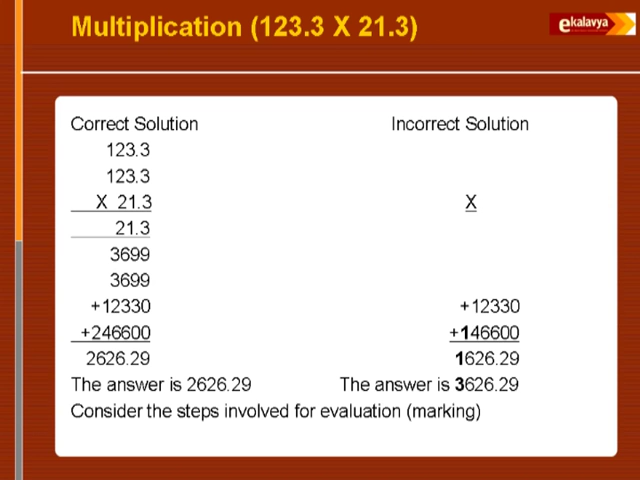 Multiplication (123.3 X 21.3)
ekalavya
Correct Solution Incorrect Solution
123.3
123.3
X 21.3 X
21.3
3699
3699
+12330 +12330
+246600 +146600
2626.29 1626.29
The answer is 2626.29 The answer is 3626.29
Consider the steps involved for evaluation (marking)